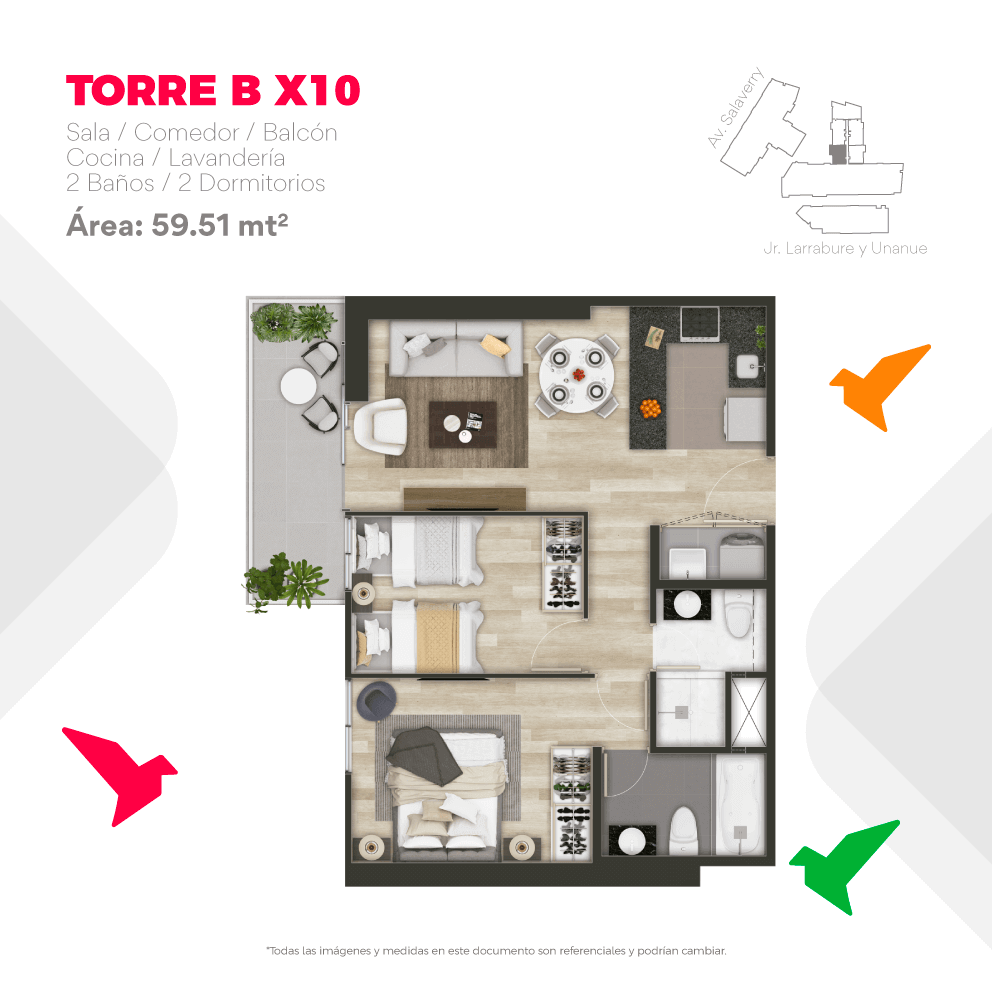 TORRE B X10
Sala / Comedor / Balcón
Cocina / Lavandería
2 Baños / 2 Dormitorios
Área: 59.51 mt²
Av. Salaverry
Jr. Larrabure y Unanue
*Todas las imágenes y medidas en este documento son referenciales y podrían cambiar.